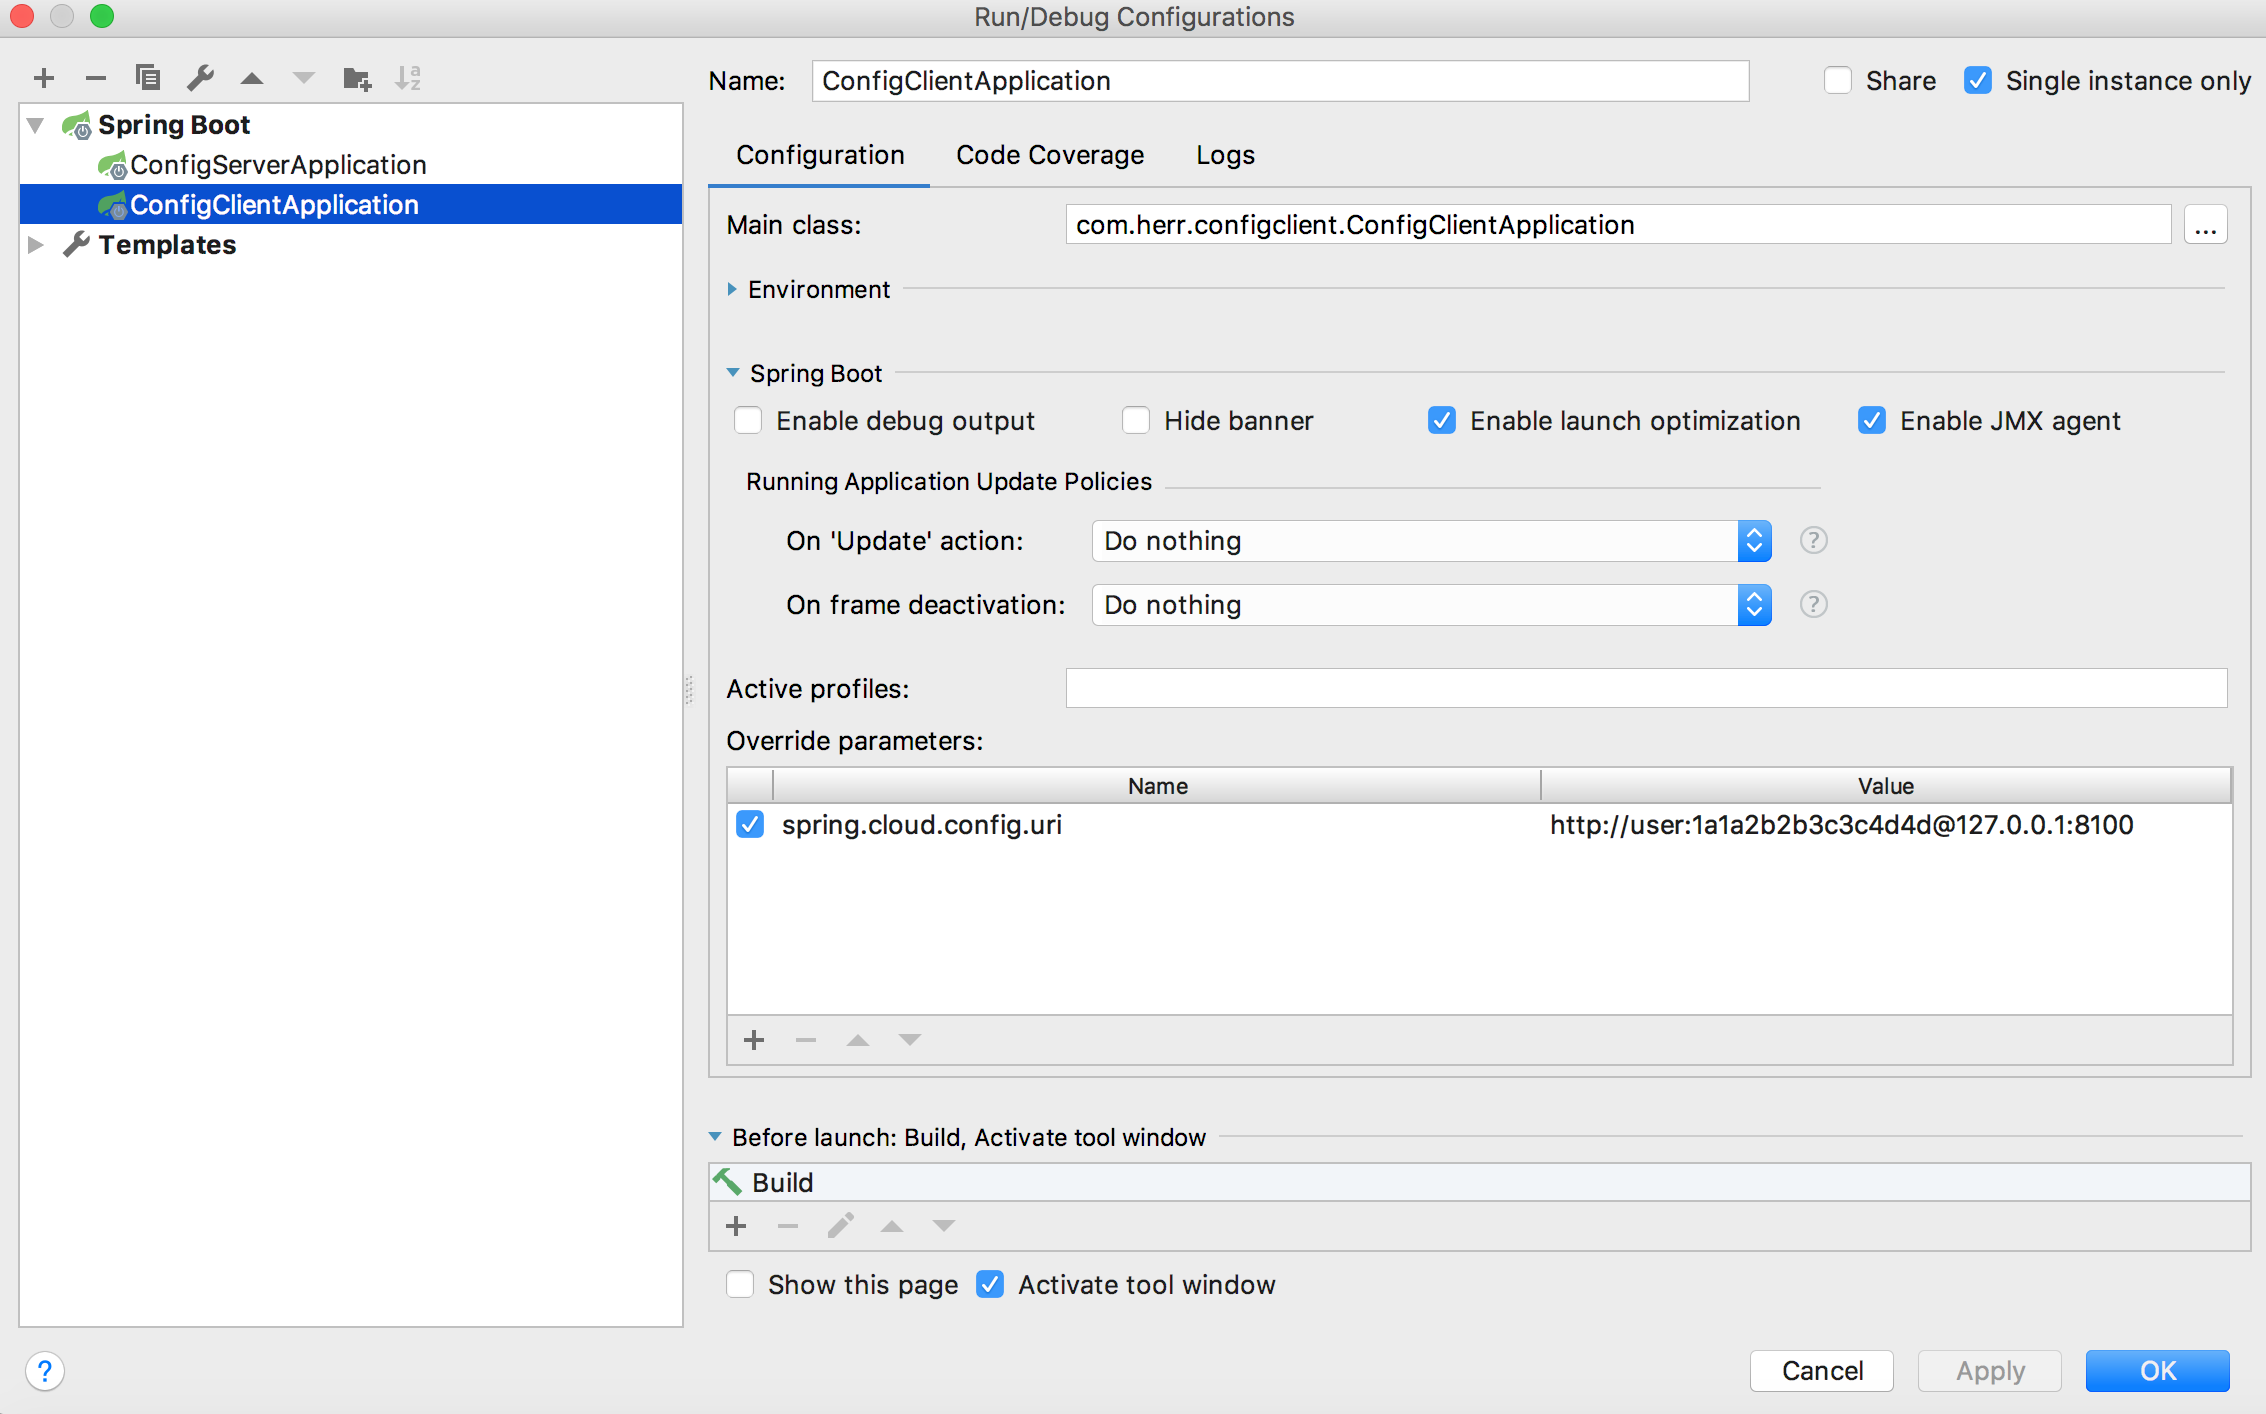 Run/Debug Configurations
Name: ConfigClientApplication Share Single instance only
Spring Boot
ConfigServerApplication
ConfigClientApplication
Templates
Configuration Code Coverage Logs
Main class: com.herr.configclient.ConfigClientApplication ...
Environment
Spring Boot
Enable debug output Hide banner Enable launch optimization Enable JMX agent
Running Application Update Policies
On 'Update' action: Do nothing ?
On frame deactivation: Do nothing ?
Active profiles:
Override parameters:
Name Value
spring.cloud.config.uri http://user:1a1a2b2b3c3c4d4d@127.0.0.1:8100
Before launch: Build, Activate tool window
Build
Show this page Activate tool window
? Cancel Apply OK